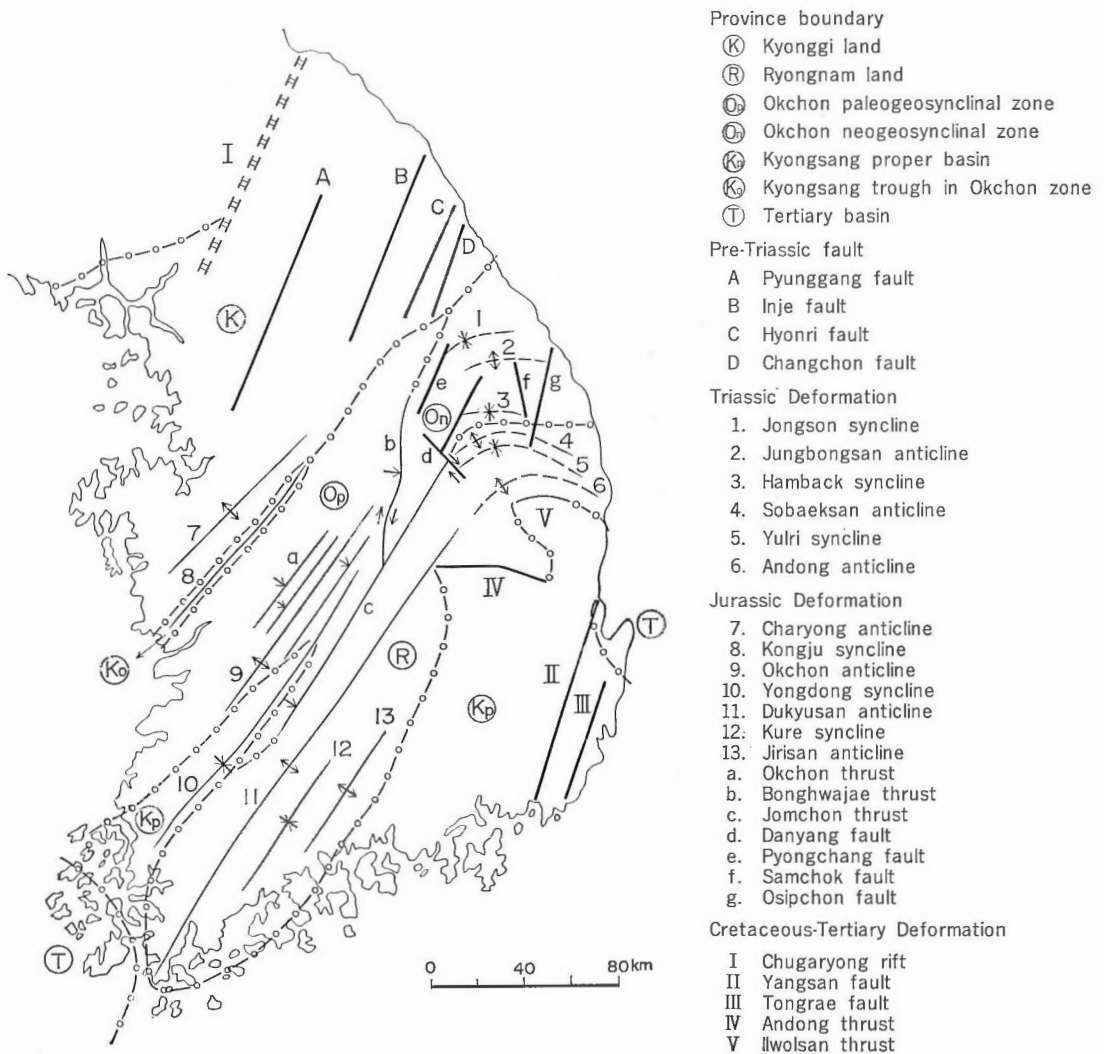 Province boundary
Ⓚ Kyonggi land
Ⓡ Ryongnam land
Op Okchon paleogeosynclinal zone
On Okchon neogeosynclinal zone
Kp Kyongsang proper basin
Ko Kyongsang trough in Okchon zone
Ⓣ Tertiary basin
Pre-Triassic fault
A Pyunggang fault
B Inje fault
C Hyonri fault
D Changchon fault
Triassic Deformation
1. Jongson syncline
2. Jungbongsan anticline
3. Hamback syncline
4. Sobaeksan anticline
5. Yulri syncline
6. Andong anticline
Jurassic Deformation
7. Charyong anticline
8. Kongju syncline
9. Okchon anticline
10. Yongdong syncline
11. Dukyusan anticline
12. Kure syncline
13. Jirisan anticline
a. Okchon thrust
b. Bonghwajae thrust
c. Jomchon thrust
d. Danyang fault
e. Pyongchang fault
f. Samchok fault
g. Osipchon fault
Cretaceous-Tertiary Deformation
I Chugaryong rift
II Yangsan fault
III Tongrae fault
IV Andong thrust
V Ilwolsan thrust
I
A
B
C
D
Ⓚ
1
2
e
f
g
3
On
b
d
4
5
6
Op
V
7
a
8
IV
c
Ⓡ
Ⓣ
Ko
9
II
Kp
III
13
12
10
11
Kp
Ⓣ
0 40 80km